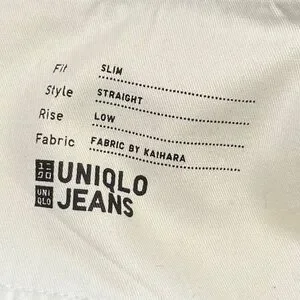 Fit SLIM
Style STRAIGHT
Rise LOW
Fabric FABRIC BY KAIHARA
ユニクロ UNIQLO
UNIQLO JEANS